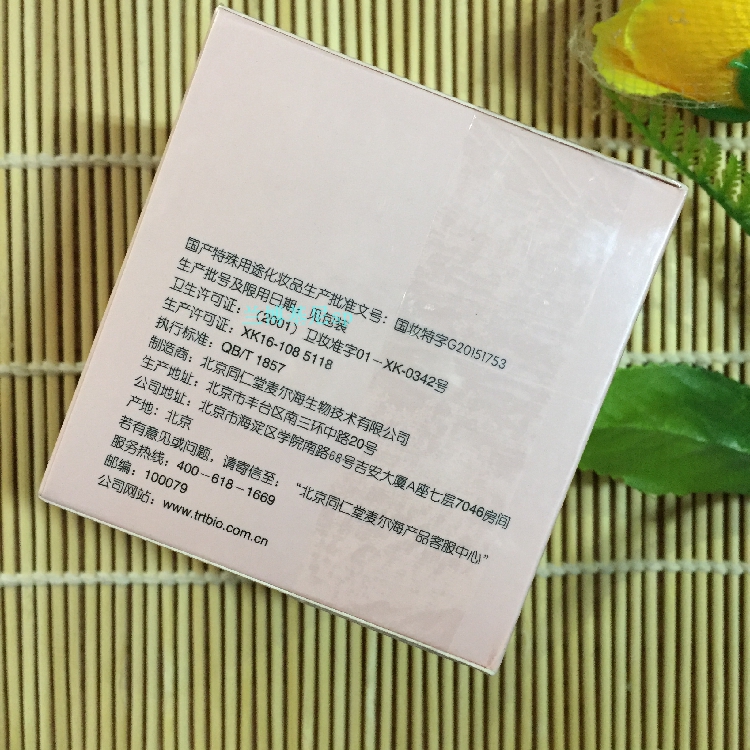 国产特殊用途化妆品生产批准文号：国妆特字G20151753
生产批号及限用日期：见包装
卫生许可证：（2001）卫妆准字01－XK-0342号
生产许可证：XK16-108 5118
执行标准：QB/T 1857
制造商：北京同仁堂麦尔海生物技术有限公司
生产地址：北京市丰台区南三环中路20号
公司地址：北京市海淀区学院南路68号吉安大厦A座七层7046房间
产地：北京
若有意见或问题，请寄信至：“北京同仁堂麦尔海产品客服中心”
服务热线：400－618－1669
邮编：100079
公司网站：www.trtbio.com.cn